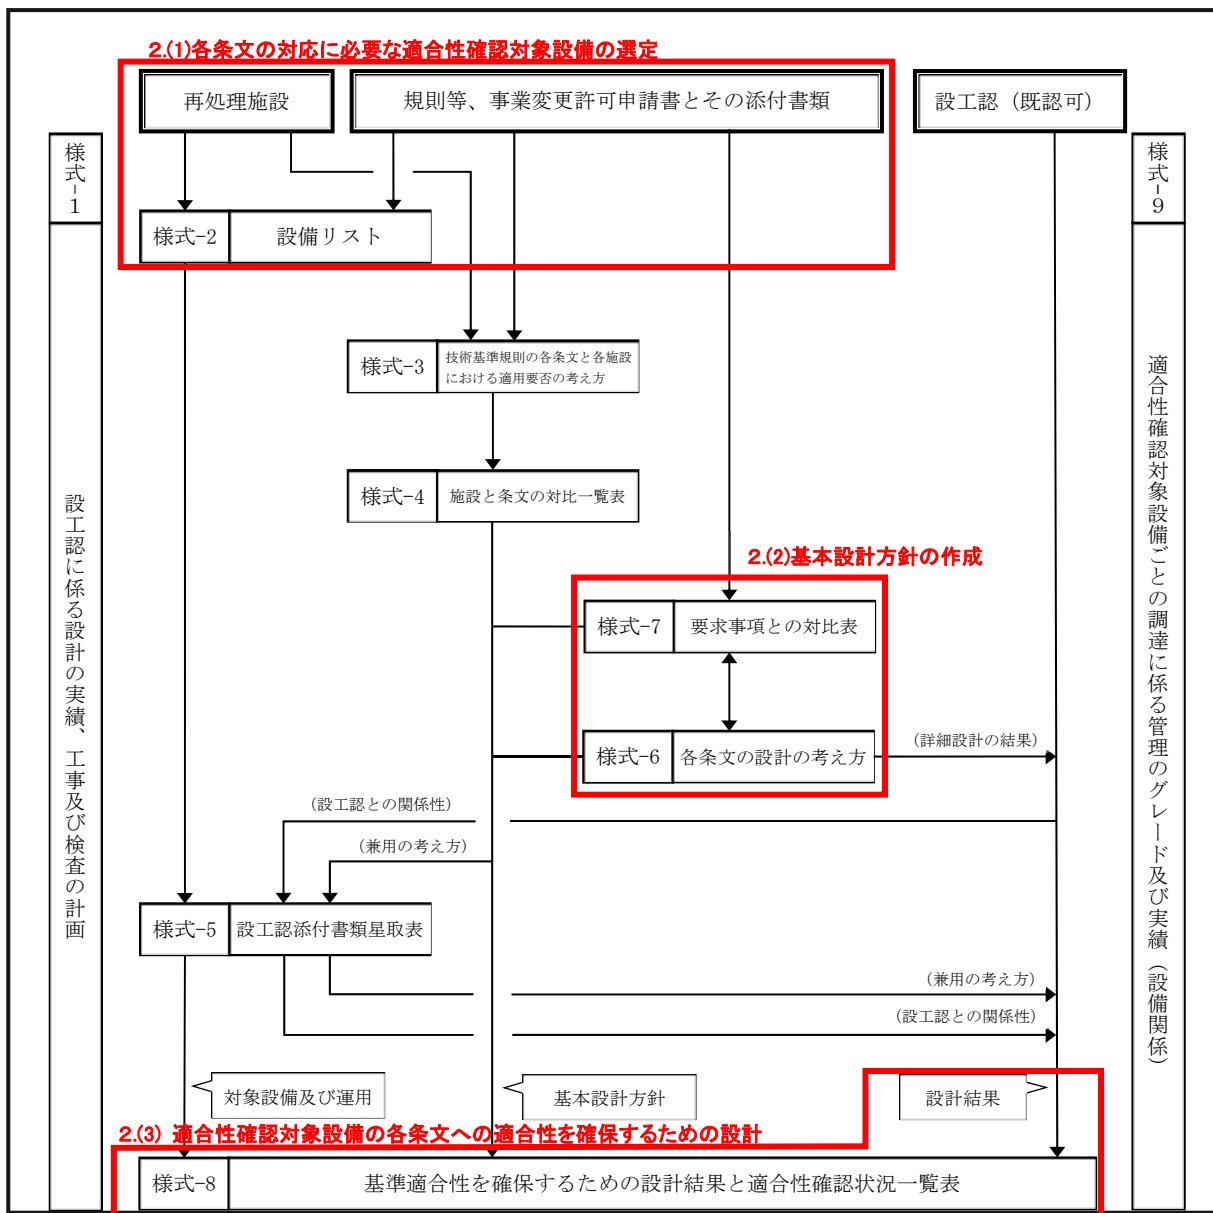 2.(1)各条文の対応に必要な適合性確認対象設備の選定
再処理施設
規則等、事業変更許可申請書とその添付書類
設工認（既認可）
様式-1
設工認に係る設計の実績、工事及び検査の計画
様式-9
適合性確認対象設備ごとの調達に係る管理のグレード及び実績（設備関係）
様式-2
設備リスト
様式-3
技術基準規則の各条文と各施設
における適用要否の考え方
様式-4
施設と条文の対比一覧表
2.(2)基本設計方針の作成
様式-7
要求事項との対比表
様式-6
各条文の設計の考え方
（詳細設計の結果）
（設工認との関係性）
（兼用の考え方）
様式-5
設工認添付書類星取表
（兼用の考え方）
（設工認との関係性）
対象設備及び運用
基本設計方針
設計結果
2.(3) 適合性確認対象設備の各条文への適合性を確保するための設計
様式-8
基準適合性を確保するための設計結果と適合性確認状況一覧表